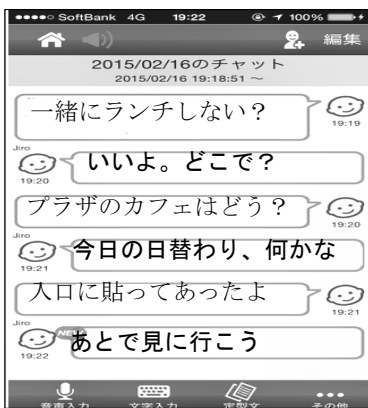 SoftBank 4G 19:22 100%
編集
2015/02/16のチャット
2015/02/16 19:18:51 ～
一緒にランチしない？
19:19
Jiro
いいよ。どこで？
19:20
プラザのカフェはどう？
19:20
Jiro
今日の日替わり、何かな
19:21
入口に貼ってあったよ
19:21
Jiro
NEW
あとで見に行こう
19:22
音声入力 文字入力 定型文 その他